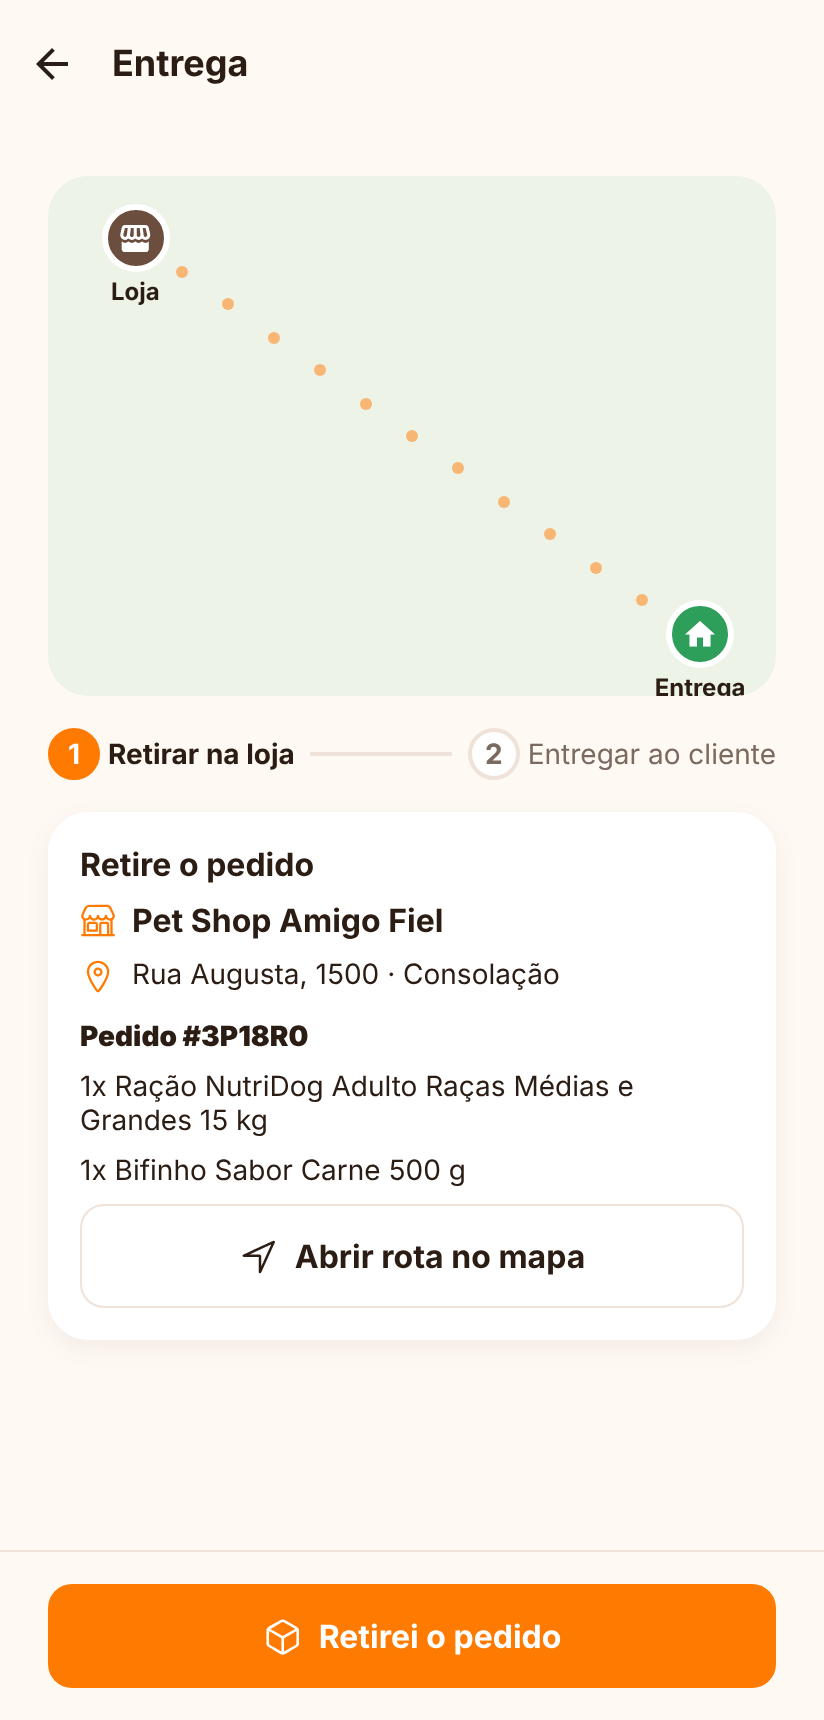 Entrega
Loja
Entrega
1 Retirar na loja
2 Entregar ao cliente
Retire o pedido
Pet Shop Amigo Fiel
Rua Augusta, 1500 · Consolação
Pedido #3P18R0
1x Ração NutriDog Adulto Raças Médias e
Grandes 15 kg
1x Bifinho Sabor Carne 500 g
Abrir rota no mapa
Retirei o pedido